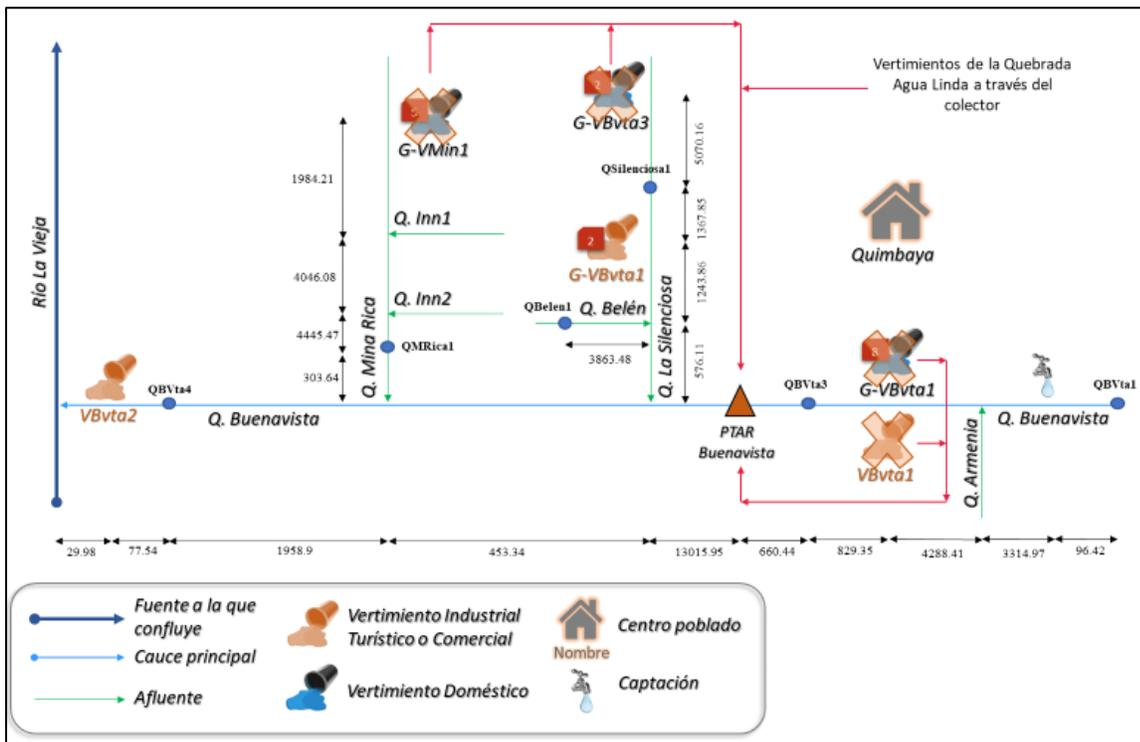 Vertimientos de la Quebrada
Agua Linda a través del
colector
3
G-VMin1
2
G-VBvta3
QSilenciosa1
1984.21
5070.16
1367.85
Río La Vieja
Q. Inn1
2
G-VBvta1
Quimbaya
4046.08
1243.86
Q. Inn2
QBelen1
Q. Belén
Q. La Silenciosa
Q. Mina Rica
4445.47
QMRica1
3863.48
576.11
303.64
8
G-VBvta1
VBvta2
QBVta4
Q. Buenavista
QBVta3
QBVta1
Q. Buenavista
PTAR
Buenavista
VBvta1
Q. Armenia
29.98
77.54
1958.9
453.34
13015.95
660.44
829.35
4288.41
3314.97
96.42
Fuente a la que
confluye
Cauce principal
Afluente
Vertimiento Industrial
Turístico o Comercial
Vertimiento Doméstico
Nombre
Centro poblado
Captación